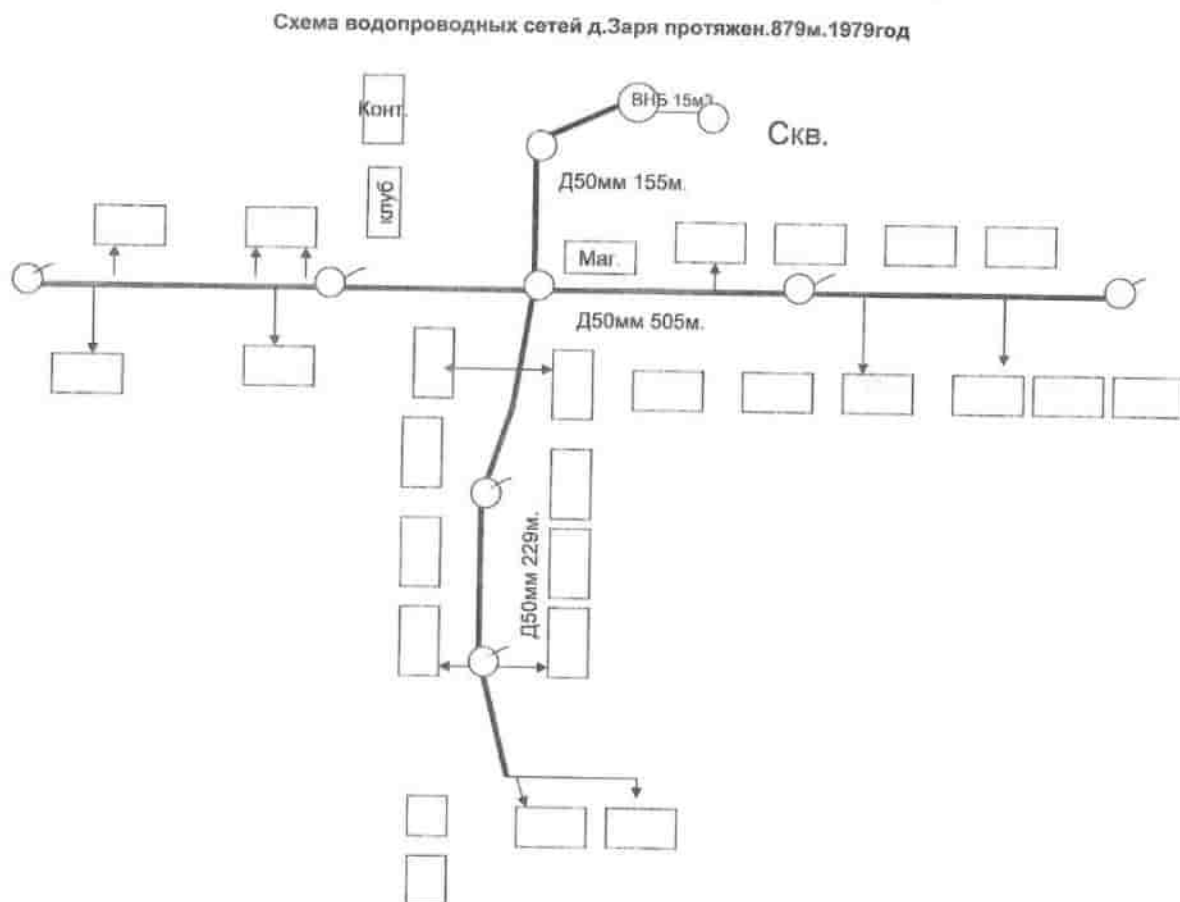 Схема водопроводных сетей д.Заря протяжен.879м.1979год
Конт.
ВНБ 15м3
Скв.
клуб
Д50мм 155м.
Маг.
Д50мм 505м.
Д50мм 229м.